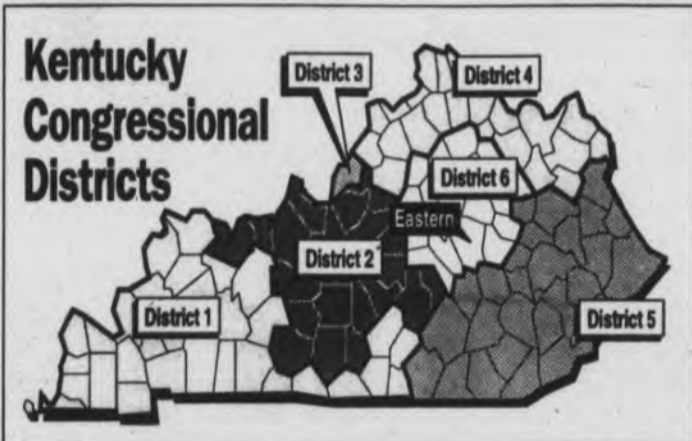 Kentucky
Congressional
Districts
District 3
District 4
District 6
Eastern
District 2
District 1
District 5